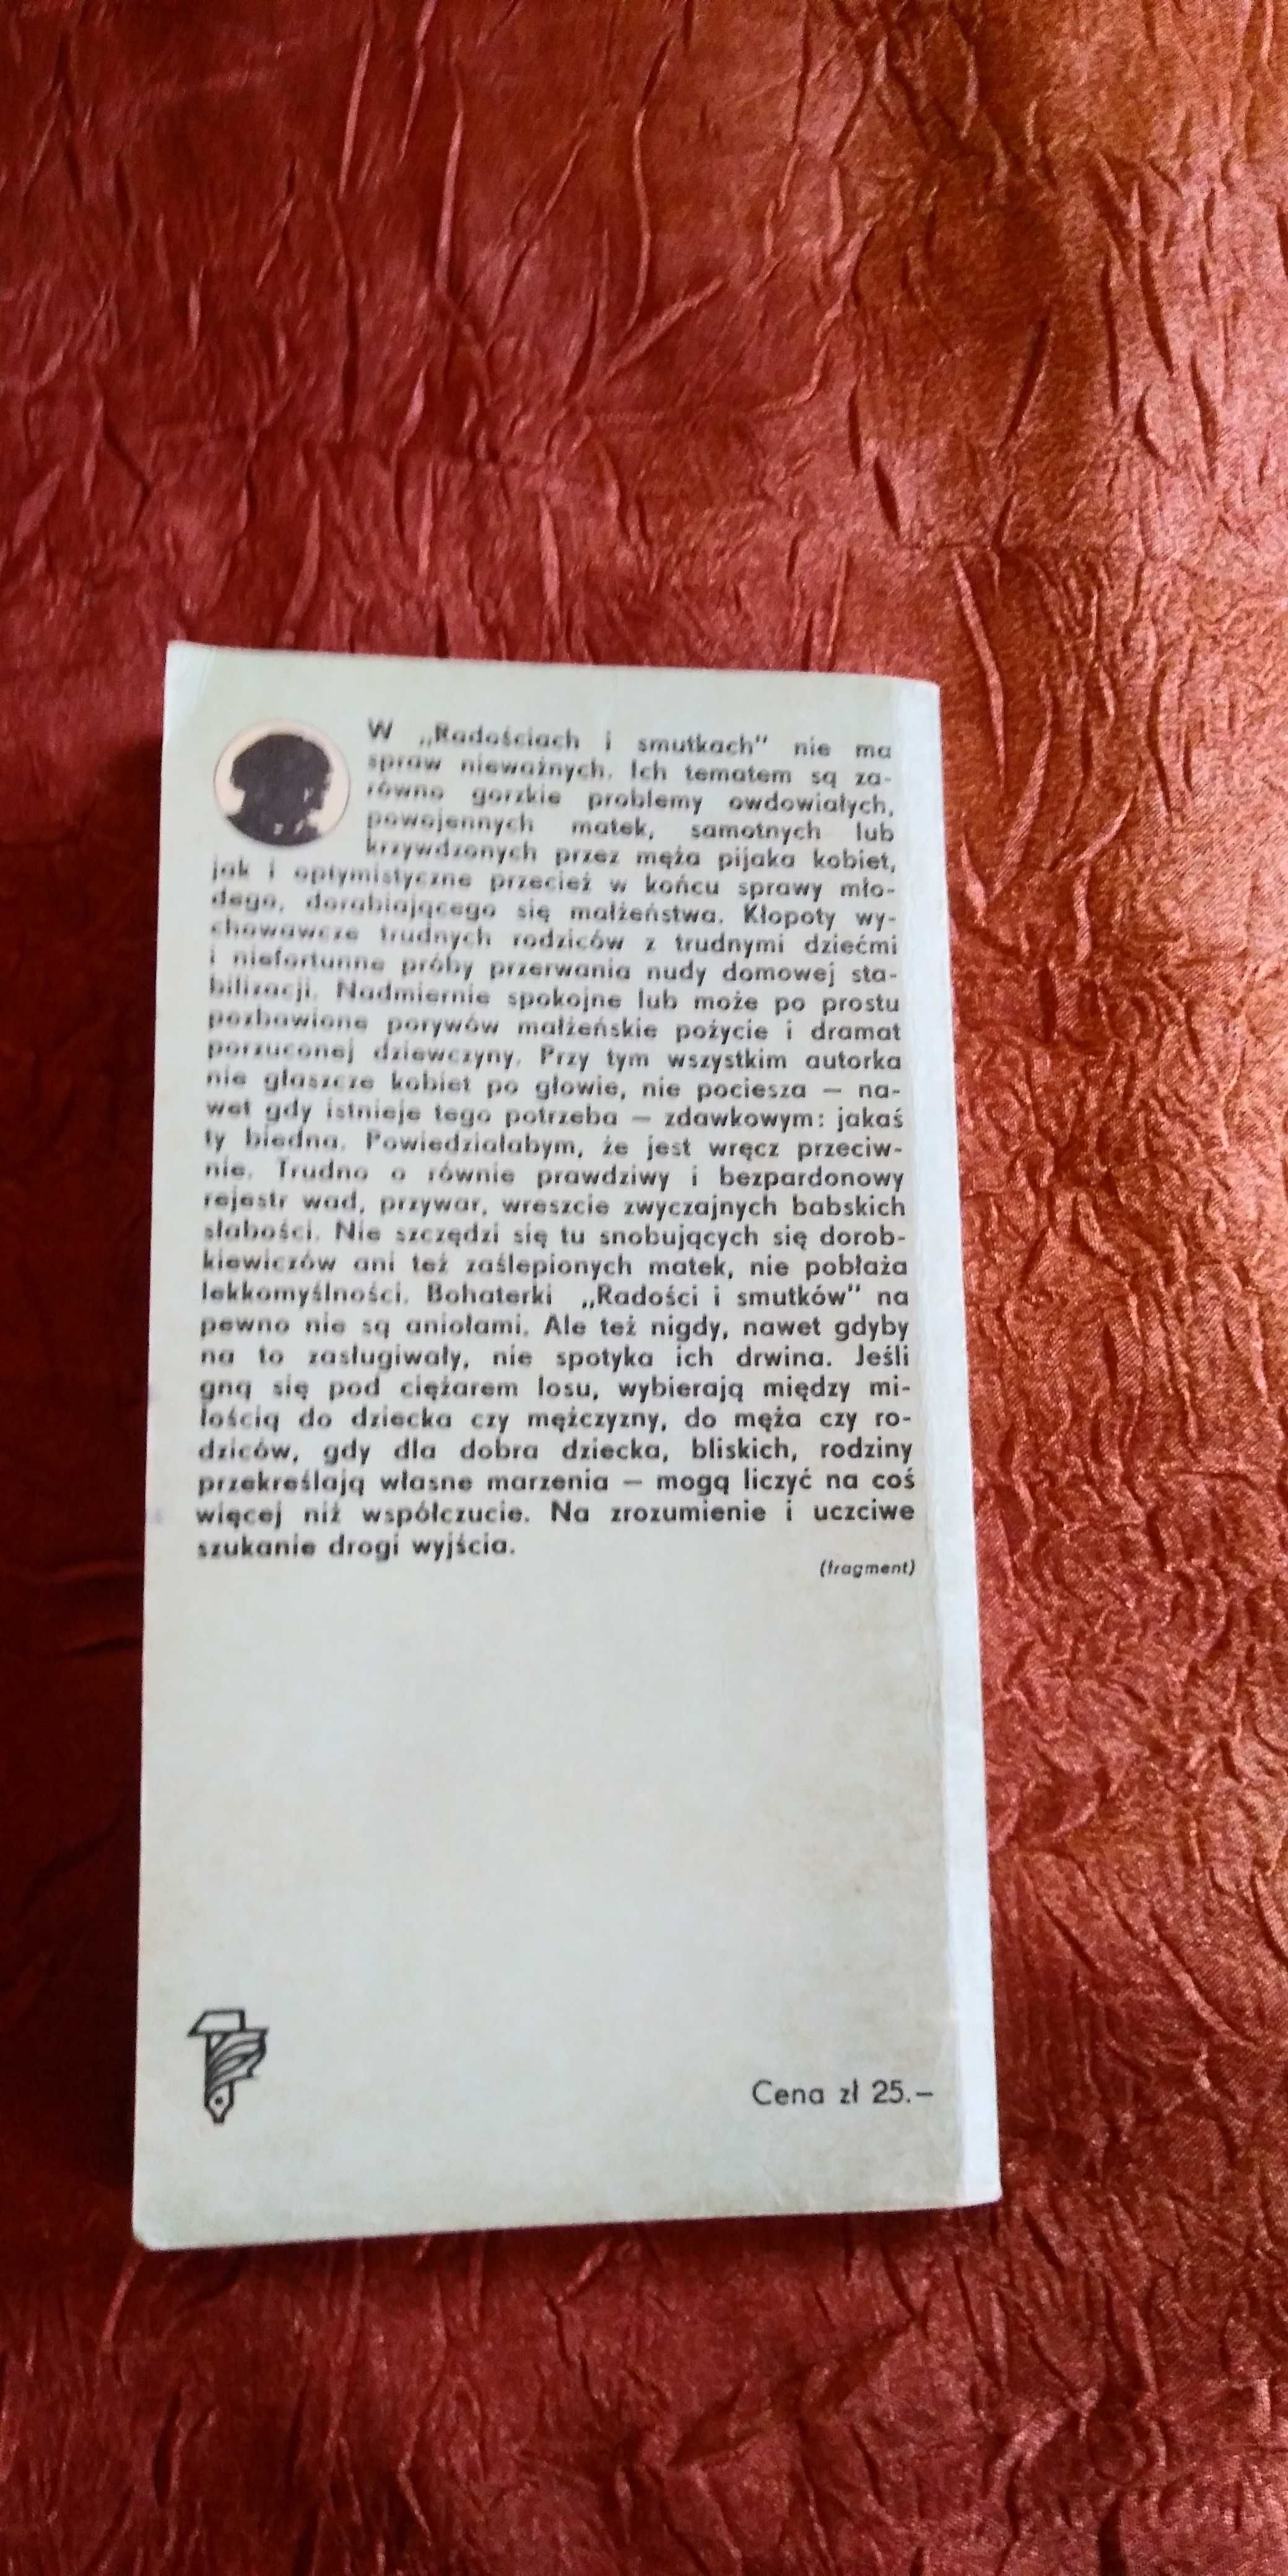 W „Radościach i smutkach" nie ma
spraw nieważnych. Ich tematem są za-
równo gorzkie problemy owdowiałych,
powojennych matek, samotnych lub
krzywdzonych przez męża pijaka kobiet,
jak i optymistyczne przecież w końcu sprawy mło-
dego, dorabiającego się małżeństwa. Kłopoty wy-
chowawcze trudnych rodziców z trudnymi dziećmi
i niefortunne próby przerwania nudy domowej sta-
bilizacji. Nadmiernie spokojne lub może po prostu
pozbawione porywów małżeńskie pożycie i dramat
porzuconej dziewczyny. Przy tym wszystkim autorka
nie głaszcze kobiet po głowie, nie pociesza — na-
wet gdy istnieje tego potrzeba — zdawkowym: jakaś
ty biedna. Powiedziałabym, że jest wręcz przeciw-
nie. Trudno o równie prawdziwy i bezpardonowy
rejestr wad, przywar, wreszcie zwyczajnych babskich
słabości. Nie szczędzi się tu snobujących się dorob-
kiewiczów ani też zaślepionych matek, nie pobłaża
lekkomyślności. Bohaterki „Radości i smutków" na
pewno nie są aniołami. Ale też nigdy, nawet gdyby
na to zasługiwały, nie spotyka ich drwina. Jeśli
gną się pod ciężarem losu, wybierają między mi-
łością do dziecka czy mężczyzny, do męża czy ro-
dziców, gdy dla dobra dziecka, bliskich, rodziny
przekreślają własne marzenia — mogą liczyć na coś
więcej niż współczucie. Na zrozumienie i uczciwe
szukanie drogi wyjścia.
(fragment)
Cena zł 25.—